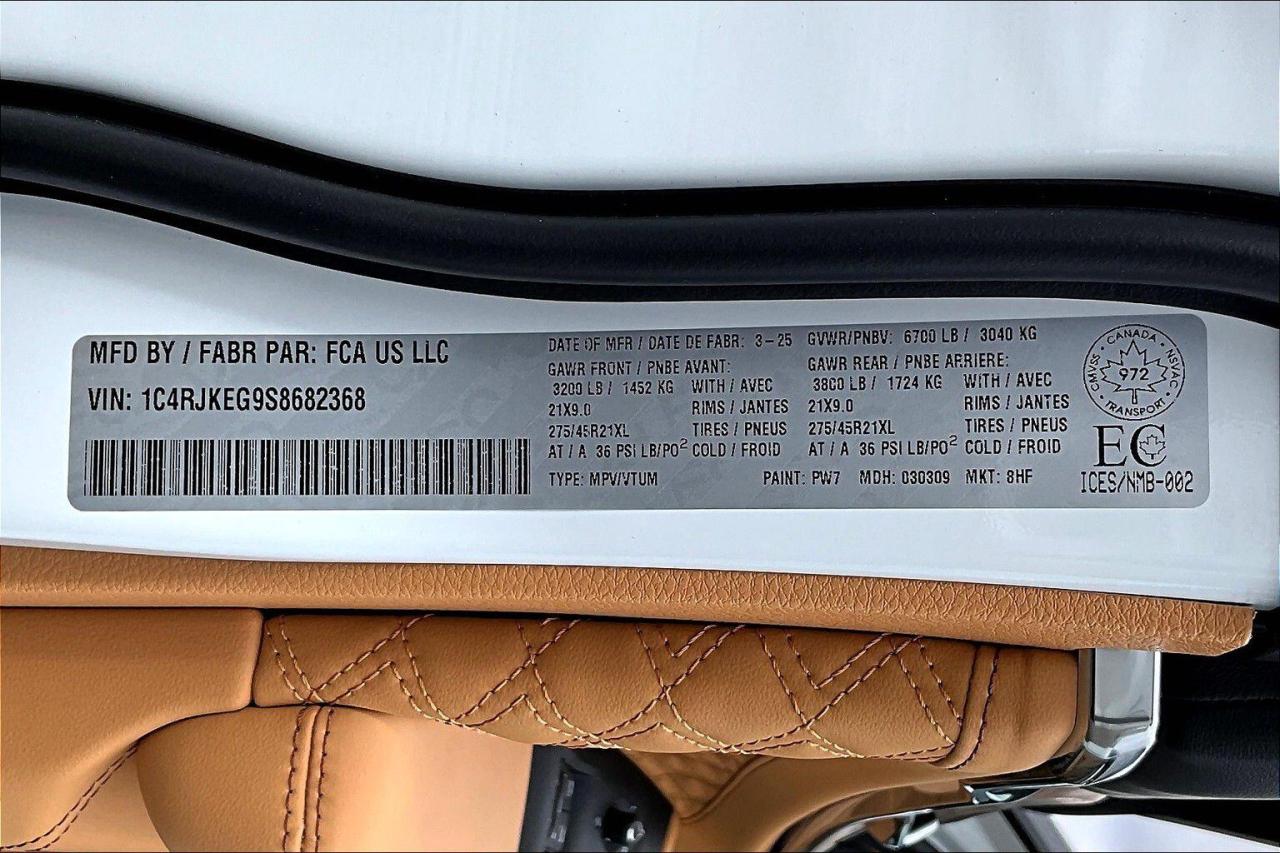 MFD BY / FABR PAR: FCA US LLC
VIN: 1C4RJKEG9S8682368
DATE OF MFR / DATE DE FABR: 3-25 GVWR/PNBV: 6700 LB / 3040 KG
GAWR FRONT / PNBE AVANT: GAWR REAR / PNBE ARRIERE:
3200 LB / 1452 KG WITH / AVEC 3800 LB / 1724 KG WITH / AVEC
21X9.0 RIMS / JANTES 21X9.0 RIMS / JANTES
275/45R21XL TIRES / PNEUS 275/45R21XL TIRES / PNEUS
AT / A 36 PSI LB/PO² COLD / FROID AT / A 36 PSI LB/PO² COLD / FROID
TYPE: MPV/VTUM PAINT: PW7 MDH: 030309 MKT: 8HF
CANADA
CMVSS 972 NSVAC
TRANSPORT
EC
ICES/NMB-002